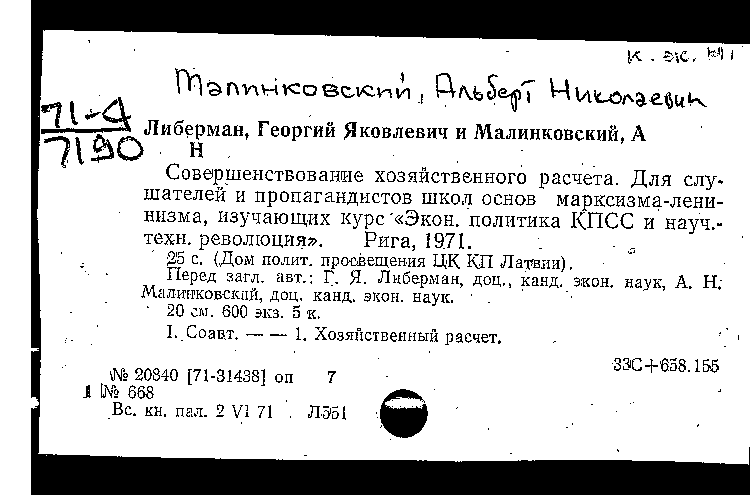 К. ЭК.
Малинковский, Альберт Николаевич
71-4
7190
Либерман, Георгий Яковлевич и Малинковский, А
Н
Совершенствование хозяйственного расчета. Для слу-
шателей и пропагандистов школ основ марксизма-лени-
низма, изучающих курс «Экон. политика КПСС и науч.-
техн. революция». Рига, 1971.
25 с. (Дом полит. просвещения ЦК КП Латвии).
Перед загл. авт.: Г. Я. Либерман, доц., канд. экон. наук, А. Н.
Малинковский, доц. канд. экон. наук.
20 см. 600 экз. 5 к.
I. Соавт. — — 1. Хозяйственный расчет.
33С+658.155
№ 20840 [71-31438] оп 7
1 № 668
Вс. кн. пал. 2 VI 71 Л551